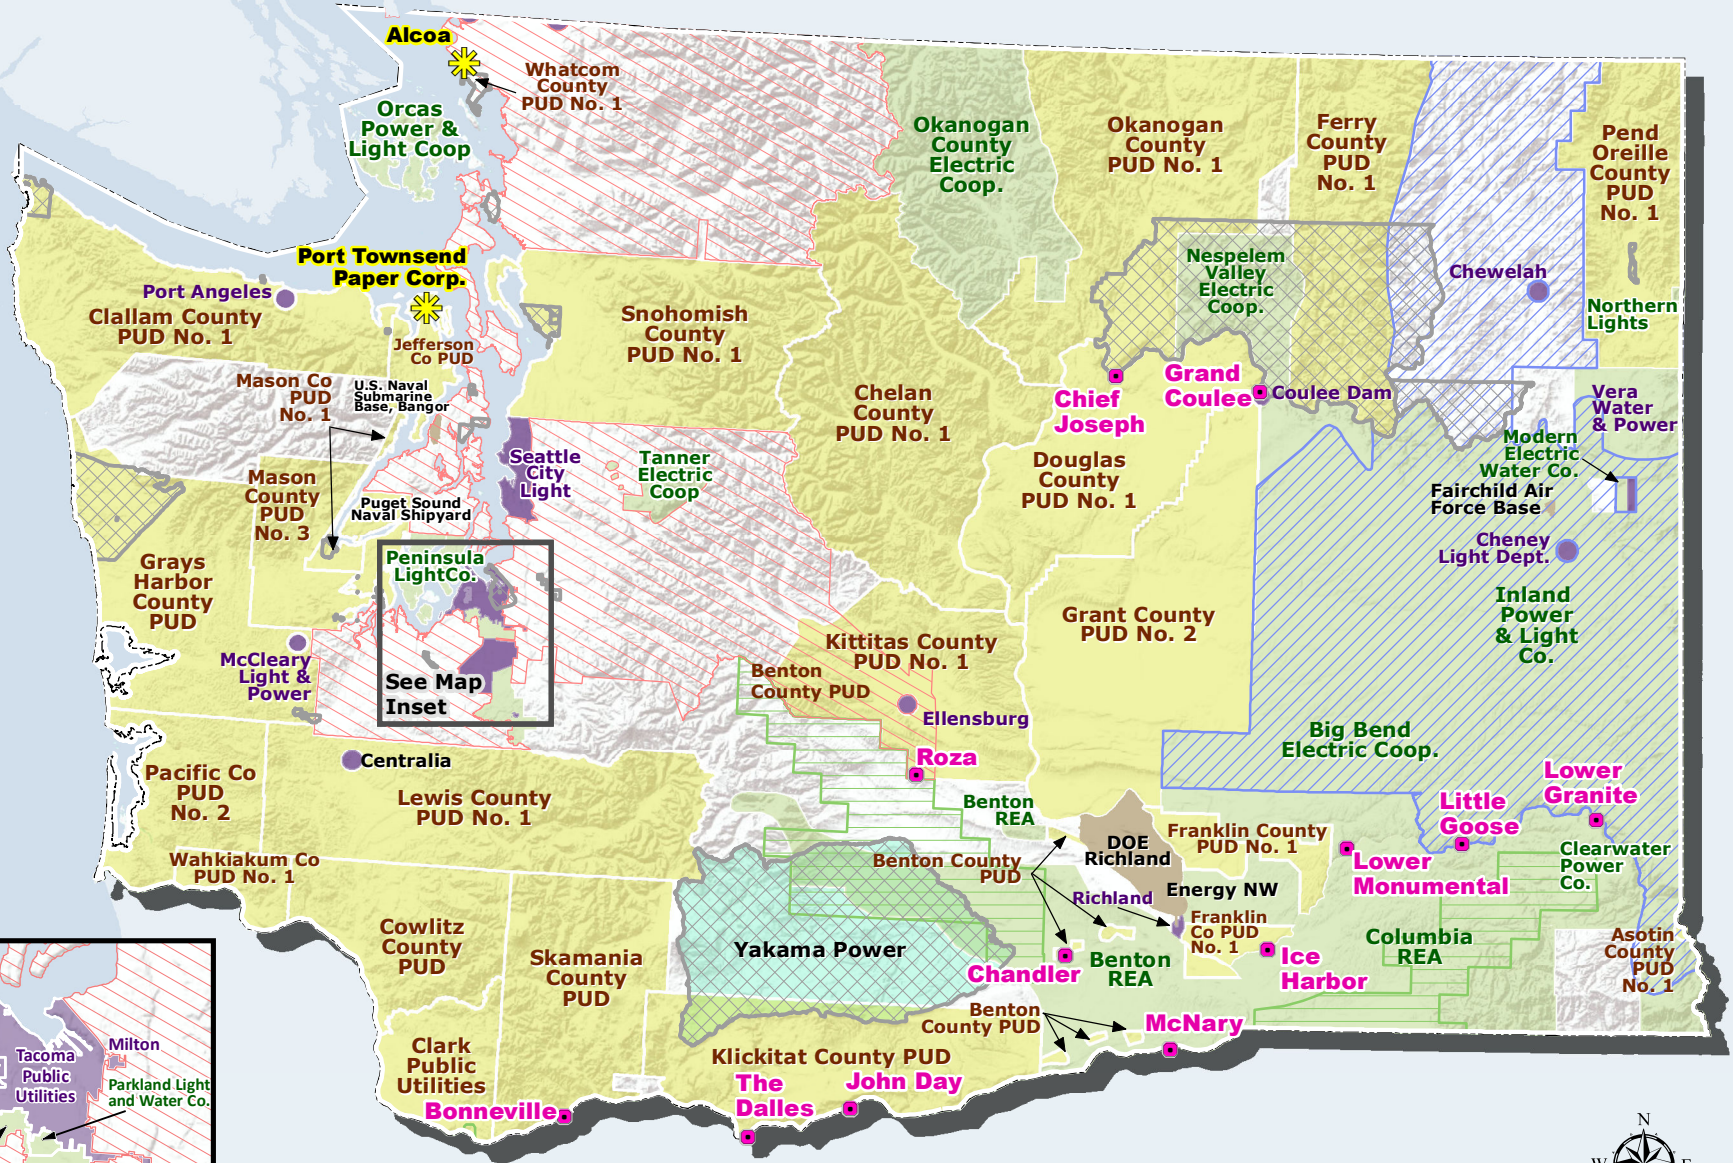 Alcoa
Whatcom
County
PUD No. 1
Orcas
Power &
Light Coop
Okanogan
County
Electric
Coop.
Okanogan
County
PUD No. 1
Ferry
County
PUD
No. 1
Pend
Oreille
County
PUD
No. 1
Port Townsend
Paper Corp.
Port Angeles
Clallam County
PUD No. 1
Jefferson
Co PUD
Snohomish
County
PUD No. 1
Nespelem
Valley
Electric
Coop.
Chewelah
Northern
Lights
Mason Co
PUD
No. 1
U.S. Naval
Submarine
Base, Bangor
Chelan
County
PUD No. 1
Chief
Joseph
Grand
Coulee
Coulee Dam
Vera
Water
& Power
Modern
Electric
Water Co.
Seattle
City
Light
Tanner
Electric
Coop
Douglas
County
PUD No. 1
Mason
County
PUD
No. 3
Puget Sound
Naval Shipyard
Fairchild Air
Force Base
Cheney
Light Dept.
Grays
Harbor
County
PUD
Peninsula
LightCo.
Inland
Power
& Light
Co.
Grant County
PUD No. 2
Kittitas County
PUD No. 1
Benton
County PUD
McCleary
Light &
Power
See Map
Inset
Ellensburg
Big Bend
Electric Coop.
Centralia
Roza
Pacific Co
PUD
No. 2
Lewis County
PUD No. 1
Benton
REA
Little
Goose
Lower
Granite
Wahkiakum Co
PUD No. 1
Benton County
PUD
DOE
Richland
Franklin County
PUD No. 1
Lower
Monumental
Clearwater
Power
Co.
Richland
Energy NW
Franklin
Co PUD
No. 1
Cowlitz
County
PUD
Skamania
County
PUD
Yakama Power
Chandler
Benton
REA
Ice
Harbor
Columbia
REA
Asotin
County
PUD
No. 1
Benton
County PUD
McNary
Clark
Public
Utilities
Klickitat County PUD
Bonneville
The
Dalles
John Day
Tacoma
Public
Utilities
Milton
Parkland Light
and Water Co.
N
W
E